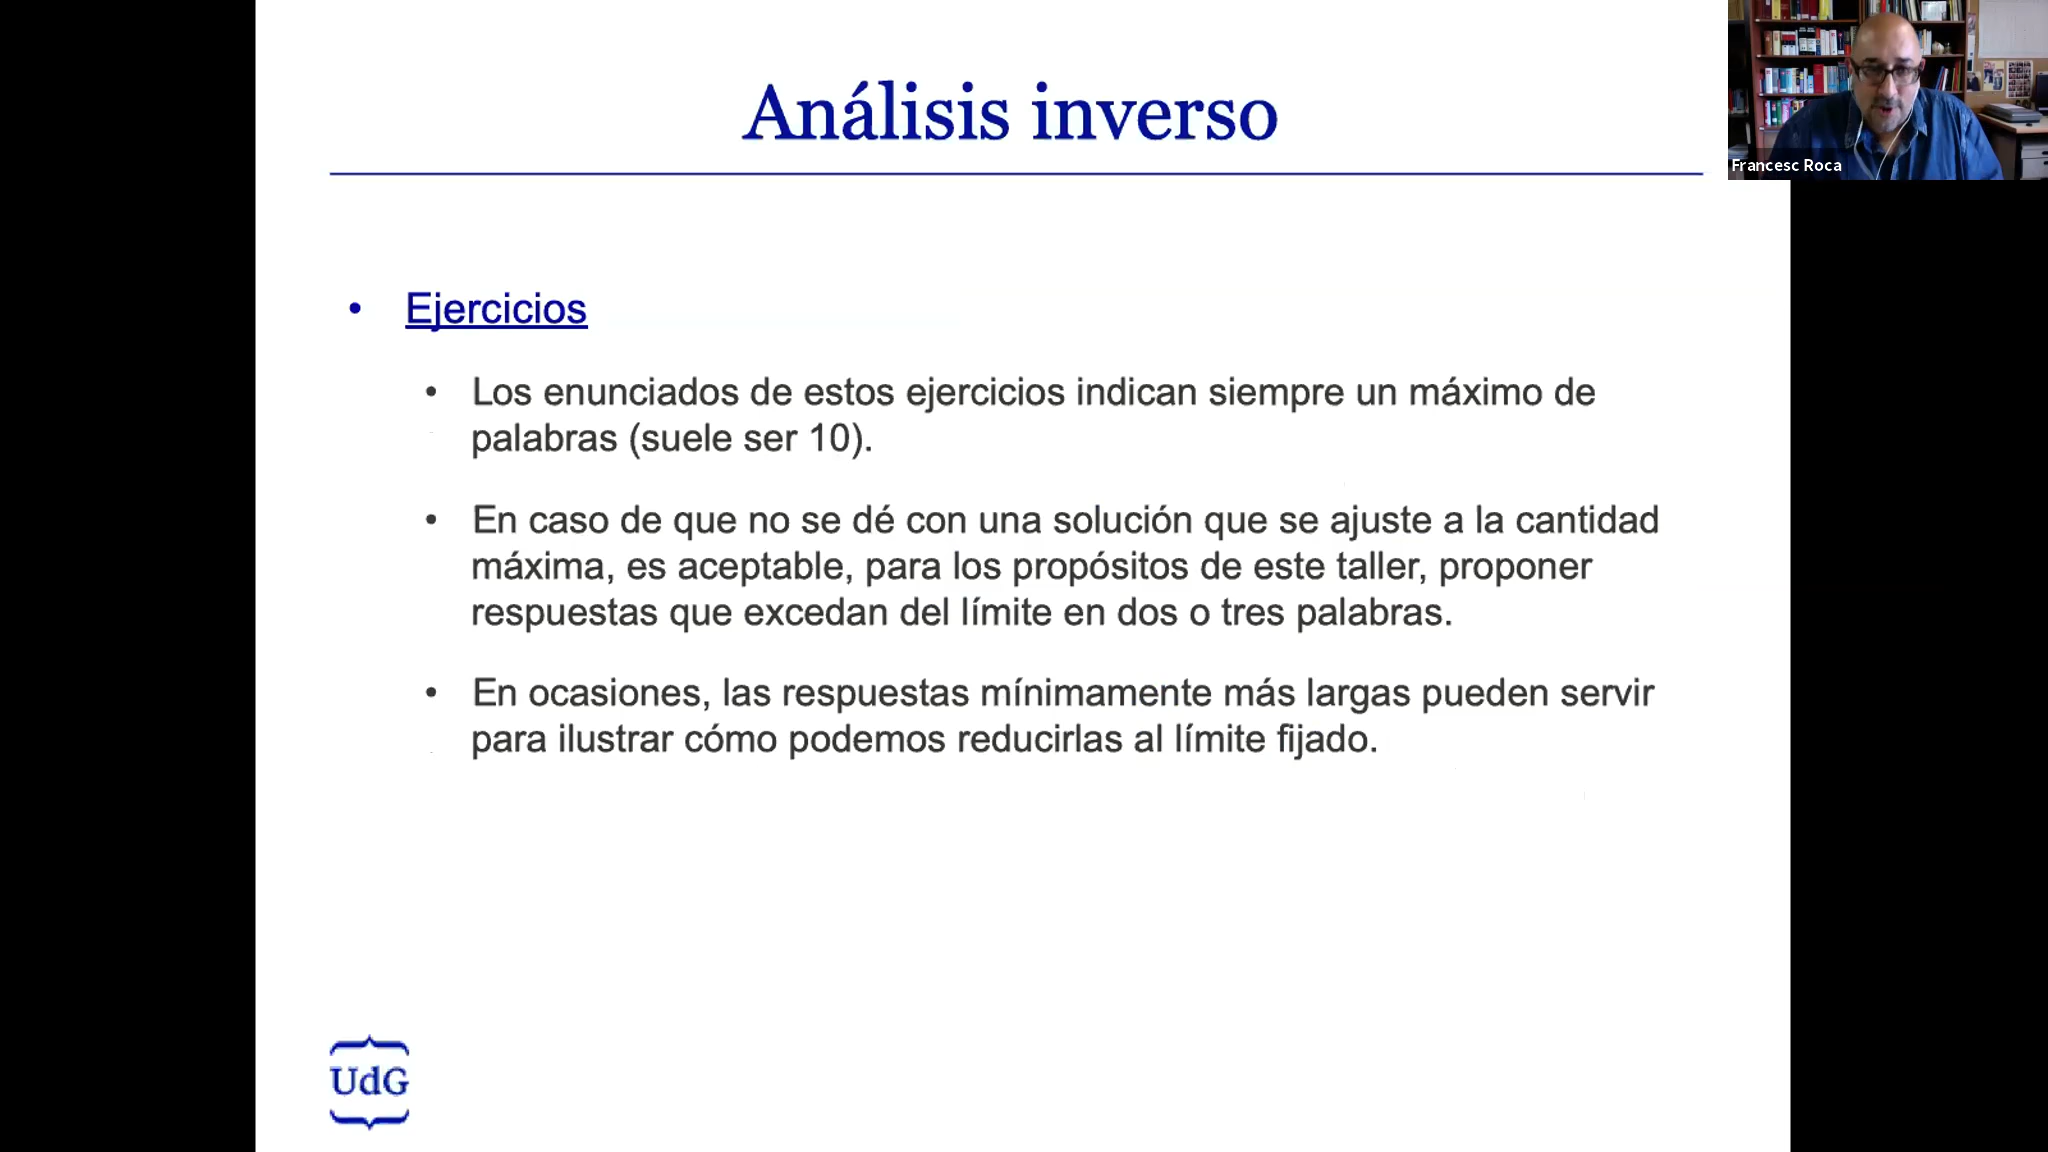 Análisis inverso
Francesc Roca
• Ejercicios
• Los enunciados de estos ejercicios indican siempre un máximo de
palabras (suele ser 10).
• En caso de que no se dé con una solución que se ajuste a la cantidad
máxima, es aceptable, para los propósitos de este taller, proponer
respuestas que excedan del límite en dos o tres palabras.
• En ocasiones, las respuestas mínimamente más largas pueden servir
para ilustrar cómo podemos reducirlas al límite fijado.
UdG